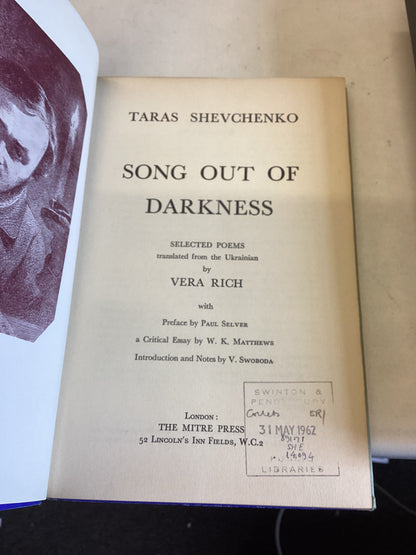 TARAS SHEVCHENKO
SONG OUT OF
DARKNESS
SELECTED POEMS
translated from the Ukrainian
by
VERA RICH
with
Preface by PAUL SELVER
a Critical Essay by W. K. MATTHEWS
Introduction and Notes by V. SWOBODA
LONDON:
THE MITRE PRESS
52 LINCOLN'S INN FIELDS, W.C.2
SWINTON &
31 MAY 1962
SHE
LIBRARIES